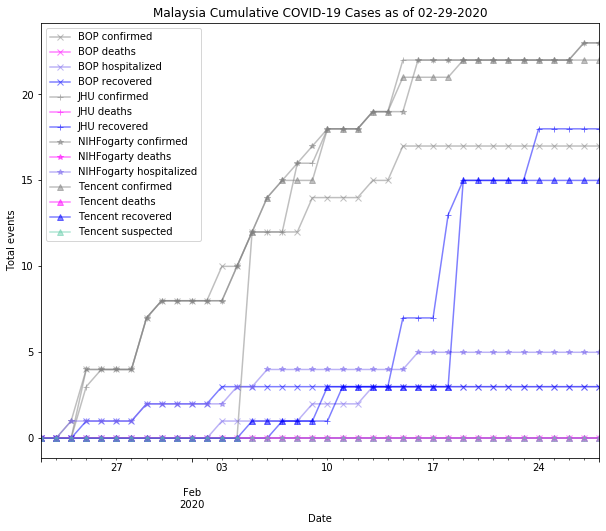 Malaysia Cumulative COVID-19 Cases as of 02-29-2020
BOP confirmed
BOP deaths
BOP hospitalized
BOP recovered
JHU confirmed
JHU deaths
JHU recovered
NIHFogarty confirmed
NIHFogarty deaths
NIHFogarty hospitalized
Tencent confirmed
Tencent deaths
Tencent recovered
Tencent suspected
Total events
20
15
10
5
0
27 03 10 17 24
Feb
2020
Date